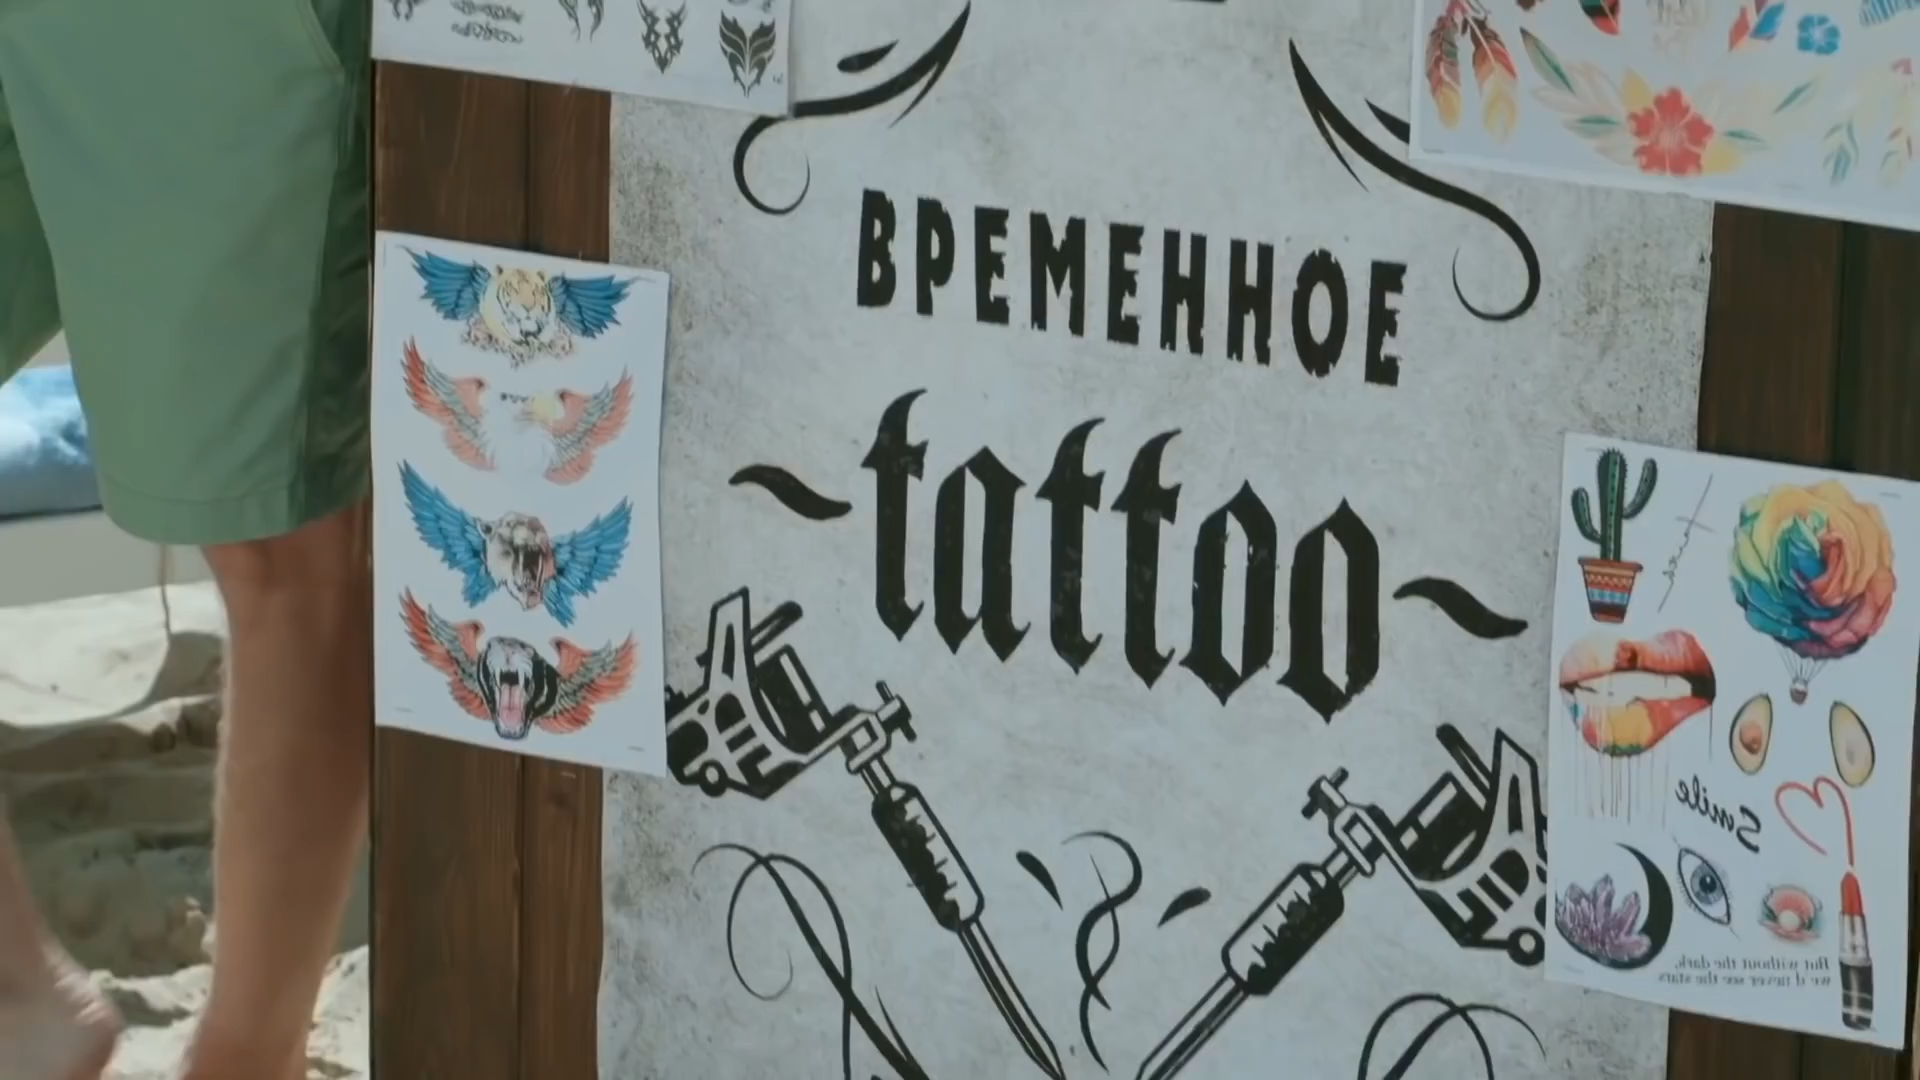 ВРЕМЕННОЕ
~tattoo~
Smile
But without the dark,
we'd never see the stars